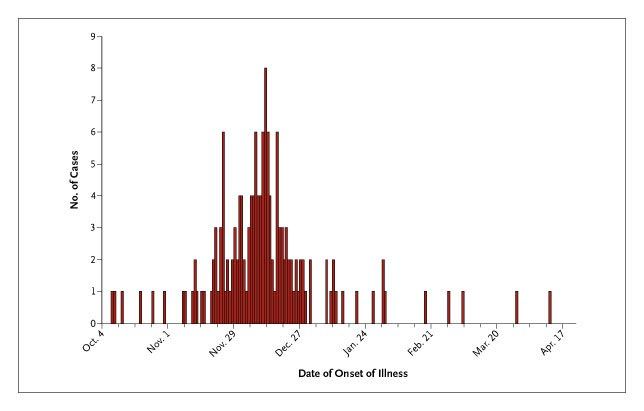 9
8
7
6
5
4
3
2
1
0
No. of Cases
Oct. 4
Nov. 1
Nov. 29
Dec. 27
Jan. 24
Feb. 21
Mar. 20
Apr. 17
Date of Onset of Illness